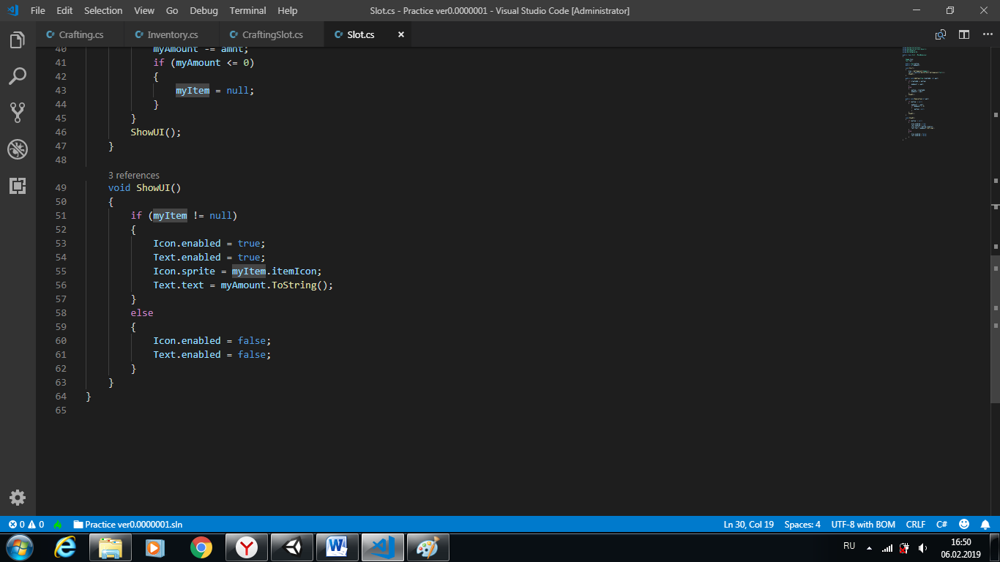 File Edit Selection View Go Debug Terminal Help Slot.cs - Practice ver0.0000001 - Visual Studio Code [Administrator]
Crafting.cs Inventory.cs CraftingSlot.cs Slot.cs
40 myAmount -= amnt;
41 if (myAmount <= 0)
42 {
43 myItem = null;
44 }
45 }
46 ShowUI();
47 }
48
3 references
49 void ShowUI()
50 {
51 if (myItem != null)
52 {
53 Icon.enabled = true;
54 Text.enabled = true;
55 Icon.sprite = myItem.itemIcon;
56 Text.text = myAmount.ToString();
57 }
58 else
59 {
60 Icon.enabled = false;
61 Text.enabled = false;
62 }
63 }
64 }
65
0 0 Practice ver0.0000001.sln Ln 30, Col 19 Spaces: 4 UTF-8 with BOM CRLF C#
RU 16:50
06.02.2019